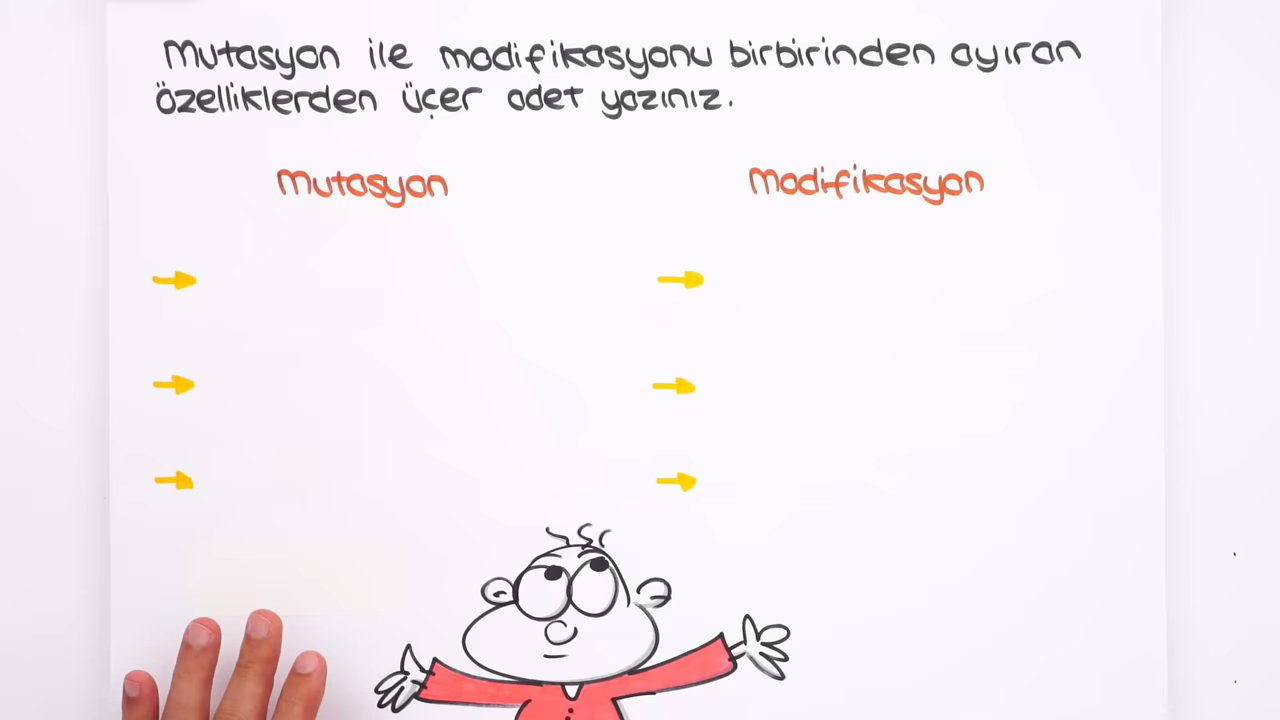 Mutasyon ile modifikasyonu birbirinden ayıran
özelliklerden üçer adet yazınız.
Mutasyon
Modifikasyon